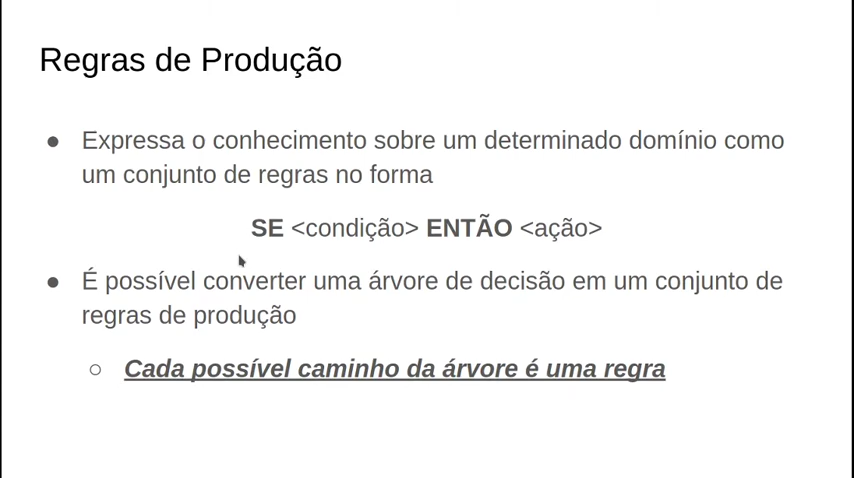 Regras de Produção
● Expressa o conhecimento sobre um determinado domínio como
um conjunto de regras no forma
SE <condição> ENTÃO <ação>
● É possível converter uma árvore de decisão em um conjunto de
regras de produção
○ Cada possível caminho da árvore é uma regra